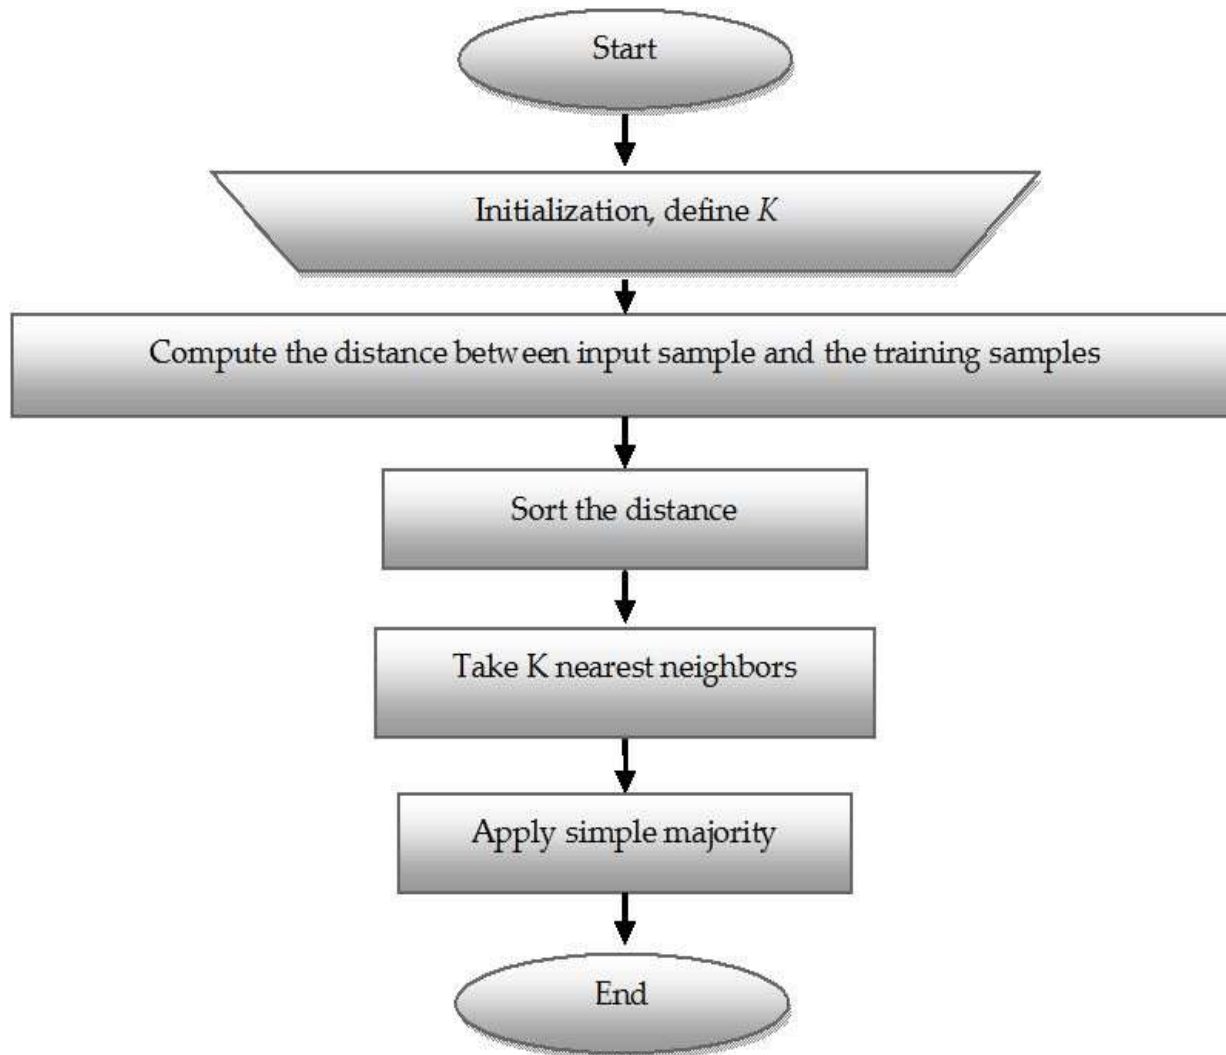 Start
Initialization, define K
Compute the distance between input sample and the training samples
Sort the distance
Take K nearest neighbors
Apply simple majority
End